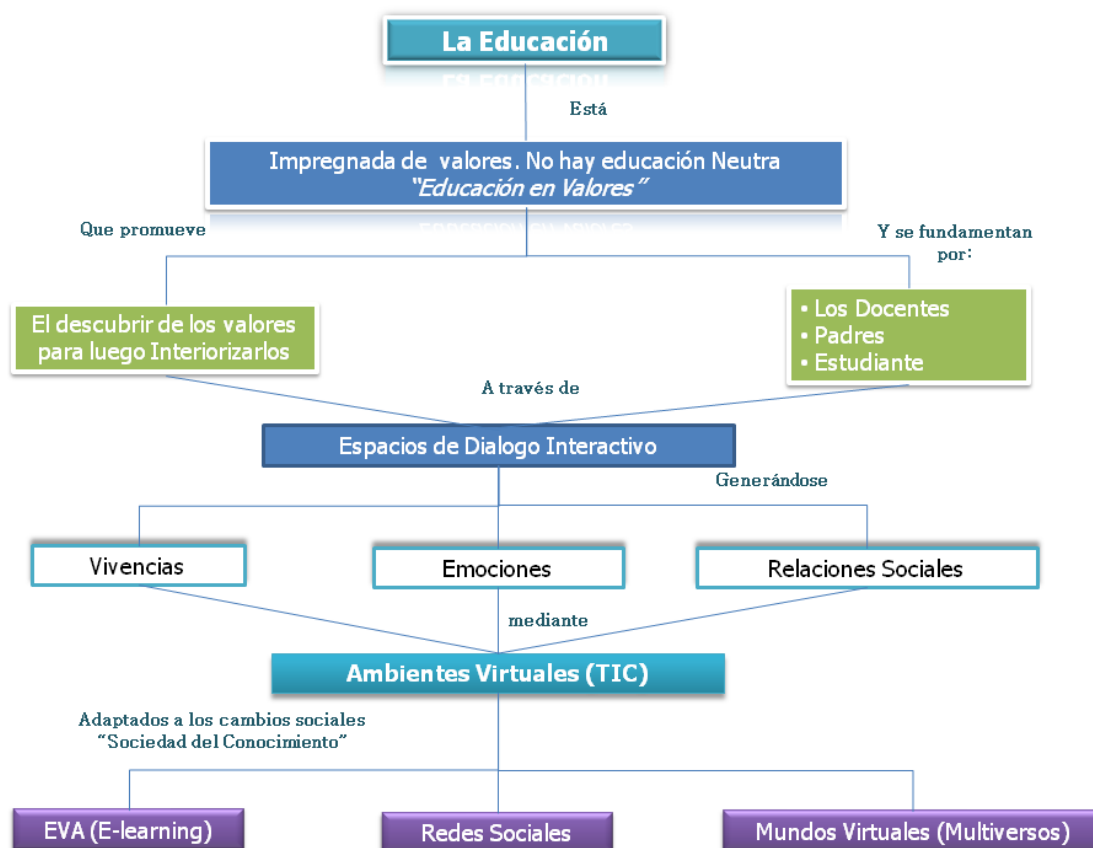 La Educación
Está
Impregnada de valores. No hay educación Neutra
“Educación en Valores”
Que promueve
Y se fundamentan
por:
El descubrir de los valores
para luego Interiorizarlos
• Los Docentes
• Padres
• Estudiante
A través de
Espacios de Dialogo Interactivo
Generándose
Vivencias
Emociones
Relaciones Sociales
mediante
Ambientes Virtuales (TIC)
Adaptados a los cambios sociales
“Sociedad del Conocimiento”
EVA (E-learning)
Redes Sociales
Mundos Virtuales (Multiversos)